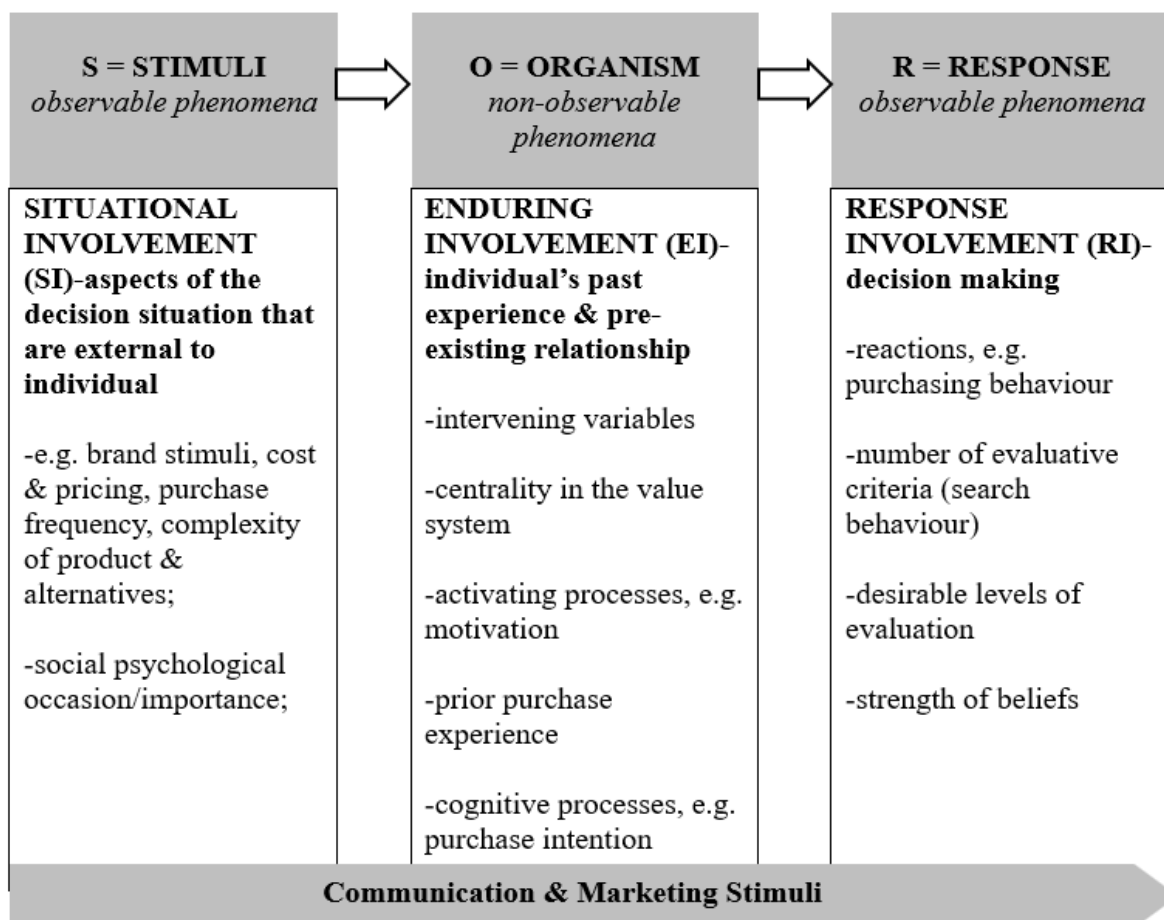 S = STIMULI
observable phenomena
O = ORGANISM
non-observable
phenomena
R = RESPONSE
observable phenomena
SITUATIONAL
INVOLVEMENT
(SI)-aspects of the
decision situation that
are external to
individual
-e.g. brand stimuli, cost
& pricing, purchase
frequency, complexity
of product &
alternatives;
-social psychological
occasion/importance;
ENDURING
INVOLVEMENT (EI)-
individual’s past
experience & pre-
existing relationship
-intervening variables
-centrality in the value
system
-activating processes, e.g.
motivation
-prior purchase
experience
-cognitive processes, e.g.
purchase intention
RESPONSE
INVOLVEMENT (RI)-
decision making
-reactions, e.g.
purchasing behaviour
-number of evaluative
criteria (search
behaviour)
-desirable levels of
evaluation
-strength of beliefs
Communication & Marketing Stimuli